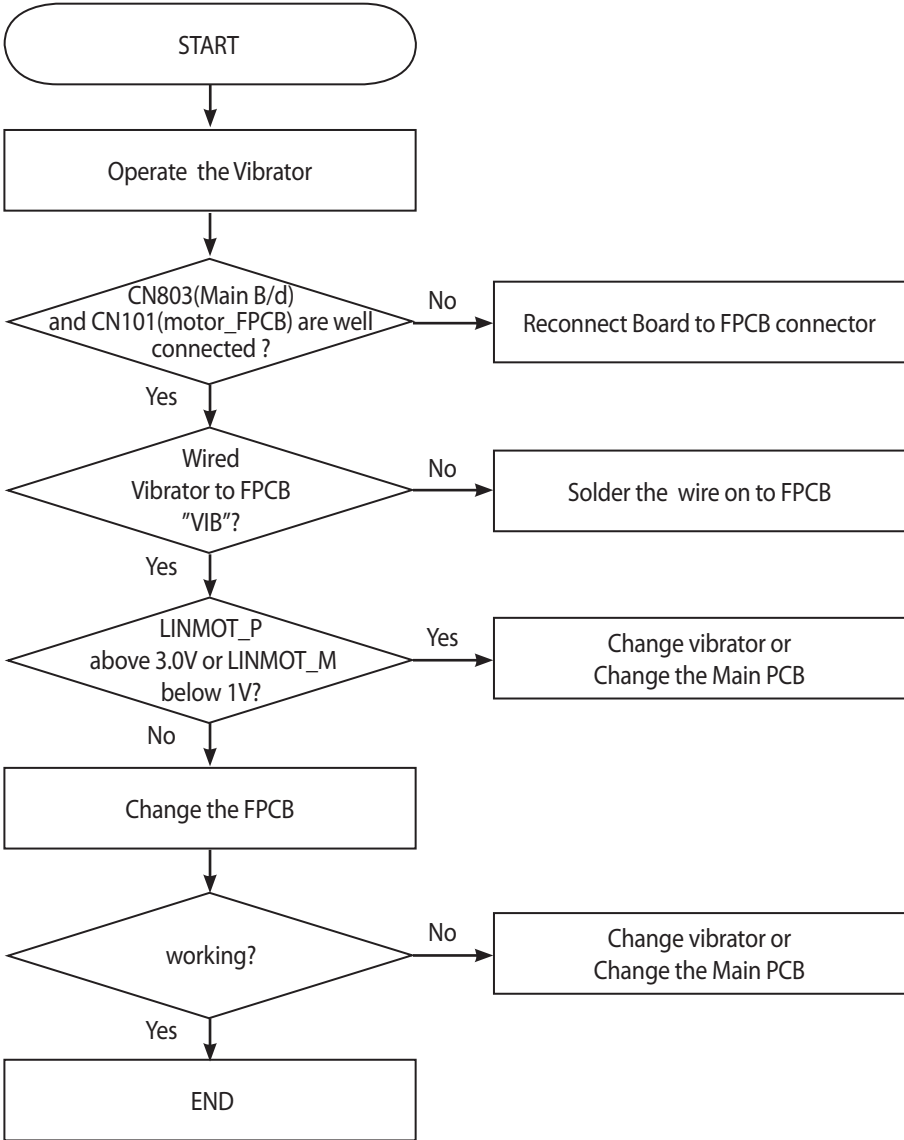 START
Operate the Vibrator
CN803(Main B/d)
and CN101(motor_FPCB) are well
connected ?
No
Reconnect Board to FPCB connector
Yes
Wired
Vibrator to FPCB
"VIB"?
No
Solder the wire on to FPCB
Yes
LINMOT_P
above 3.0V or LINMOT_M
below 1V?
Yes
Change vibrator or
Change the Main PCB
No
Change the FPCB
working?
No
Change vibrator or
Change the Main PCB
Yes
END